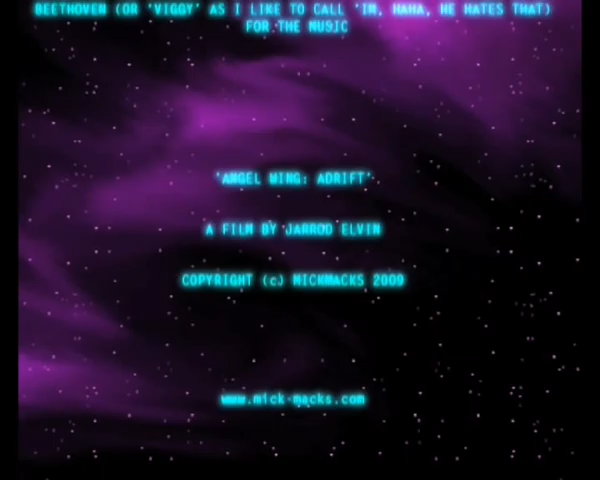 BEETHOVEN (OR 'VIGGY' AS I LIKE TO CALL 'IM, HAHA, HE HATES THAT)
FOR THE MUSIC
'ANGEL WING: ADRIFT'
A FILM BY JARROD ELVIN
COPYRIGHT (c) MICKMACKS 2009
www.mick-macks.com